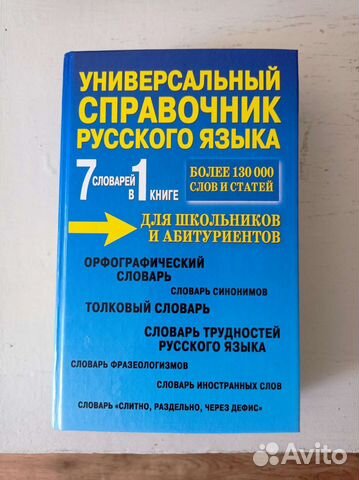 УНИВЕРСАЛЬНЫЙ
СПРАВОЧНИК
РУССКОГО ЯЗЫКА
7 СЛОВАРЕЙ В 1 КНИГЕ
БОЛЕЕ 130 000
СЛОВ И СТАТЕЙ
ДЛЯ ШКОЛЬНИКОВ
И АБИТУРИЕНТОВ
ОРФОГРАФИЧЕСКИЙ
СЛОВАРЬ
СЛОВАРЬ СИНОНИМОВ
ТОЛКОВЫЙ СЛОВАРЬ
СЛОВАРЬ ТРУДНОСТЕЙ
РУССКОГО ЯЗЫКА
СЛОВАРЬ ФРАЗЕОЛОГИЗМОВ
СЛОВАРЬ ИНОСТРАННЫХ СЛОВ
СЛОВАРЬ «СЛИТНО, РАЗДЕЛЬНО, ЧЕРЕЗ ДЕФИС»
Avito